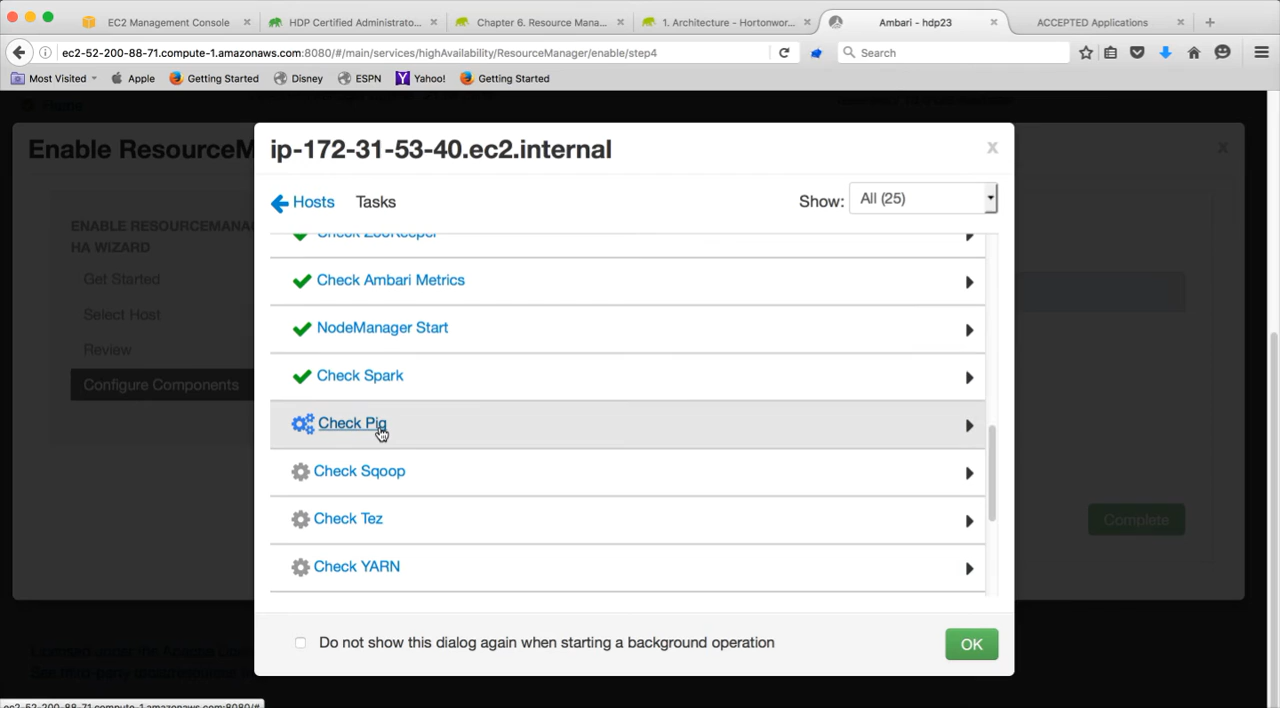 EC2 Management Console
HDP Certified Administrato...
Chapter 6. Resource Mana...
1. Architecture - Hortonwor...
Ambari - hdp23
ACCEPTED Applications
ec2-52-200-88-71.compute-1.amazonaws.com:8080/#/main/services/highAvailability/ResourceManager/enable/step4
Search
Most Visited
Apple
Getting Started
Disney
ESPN
Yahoo!
Getting Started
Home
Enable ResourceM
ip-172-31-53-40.ec2.internal
Hosts
Tasks
Show:
All (25)
ENABLE RESOURCEMANA
HA WIZARD
Get Started
Select Host
Review
Configure Components
Check ZooKeeper
Check Ambari Metrics
NodeManager Start
Check Spark
Check Pig
Check Sqoop
Check Tez
Check YARN
Complete
Do not show this dialog again when starting a background operation
OK
ec2-52-200-88-71.compute-1.amazonaws.com:8080/#